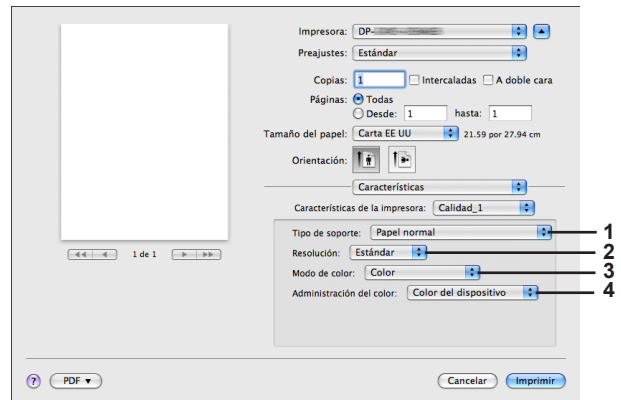 Impresora: DP-
Preajustes: Estándar
Copias: 1 Intercaladas A doble cara
Páginas: Todas
Desde: 1 hasta: 1
Tamaño del papel: Carta EE UU 21.59 por 27.94 cm
Orientación:
Características
Características de la impresora: Calidad_1
Tipo de soporte: Papel normal 1
Resolución: Estándar 2
Modo de color: Color 3
Administración del color: Color del dispositivo 4
1 de 1
? PDF Cancelar Imprimir